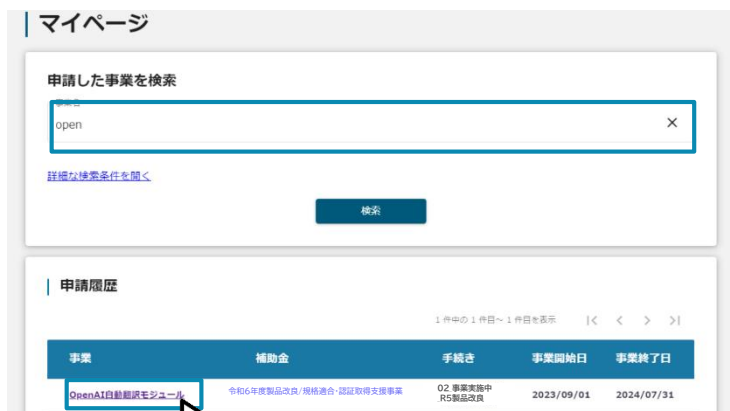 マイページ
申請した事業を検索
事業名
open ×
詳細な検索条件を開く
検索
申請履歴
1 件中の 1 件目~ 1 件目を表示 |< < > >|
事業 補助金 手続き 事業開始日 事業終了日
OpenAI自動翻訳モジュール 令和6年度製品改良/規格適合・認証取得支援事業 02 事業実施中 2023/09/01 2024/07/31
_R5製品改良